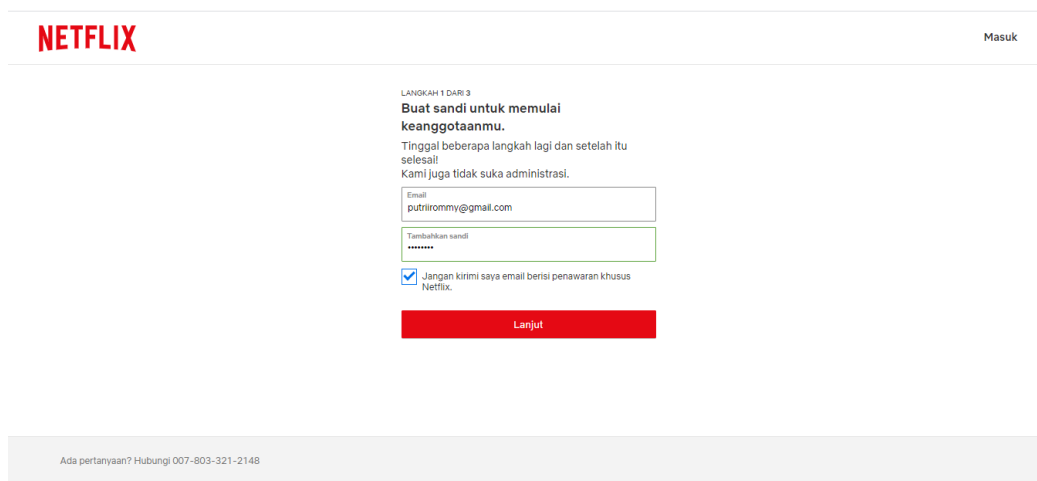 NETFLIX
Masuk
LANGKAH 1 DARI 3
Buat sandi untuk memulai
keanggotaanmu.
Tinggal beberapa langkah lagi dan setelah itu
selesai!
Kami juga tidak suka administrasi.
Email
putriirommy@gmail.com
Tambahkan sandi
••••••••
Jangan kirimi saya email berisi penawaran khusus
Netflix.
Lanjut
Ada pertanyaan? Hubungi 007-803-321-2148